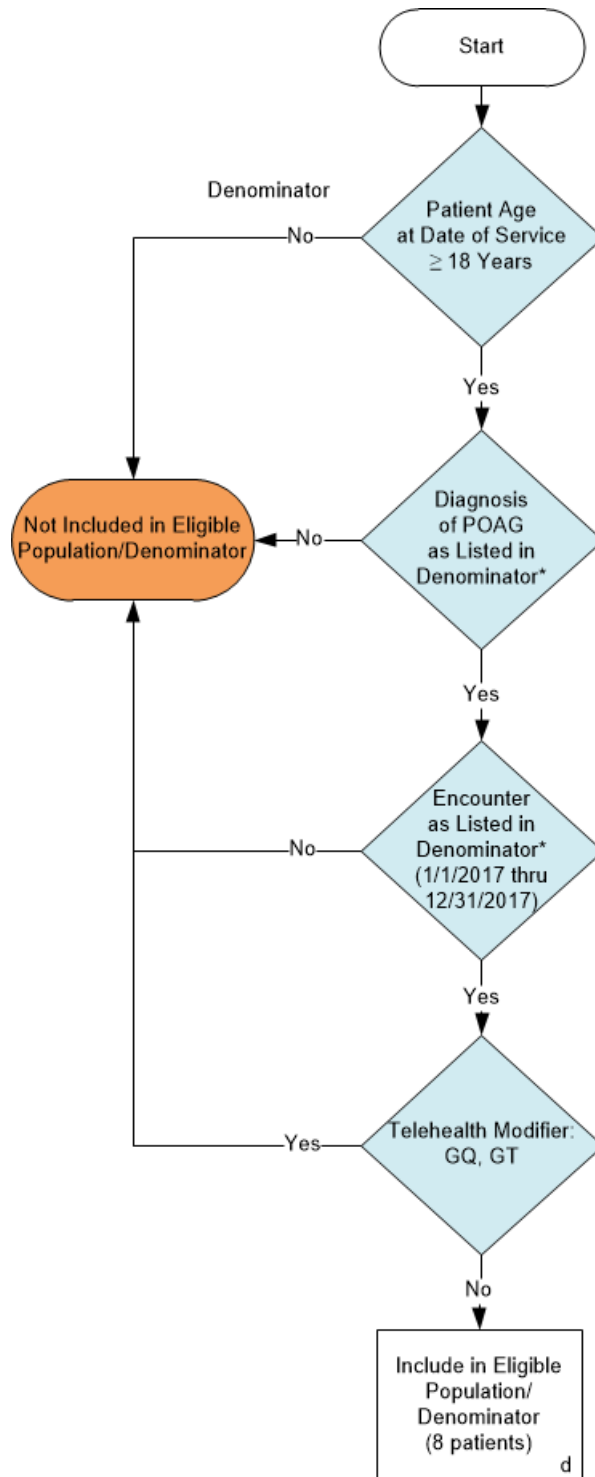 Start
Denominator
Patient Age
at Date of Service
≥ 18 Years
No
Yes
Diagnosis
of POAG
as Listed in
Denominator*
No
Not Included in Eligible
Population/Denominator
Yes
Encounter
as Listed in
Denominator*
(1/1/2017 thru
12/31/2017)
No
Yes
Telehealth Modifier:
GQ, GT
Yes
No
Include in Eligible
Population/
Denominator
(8 patients)
d